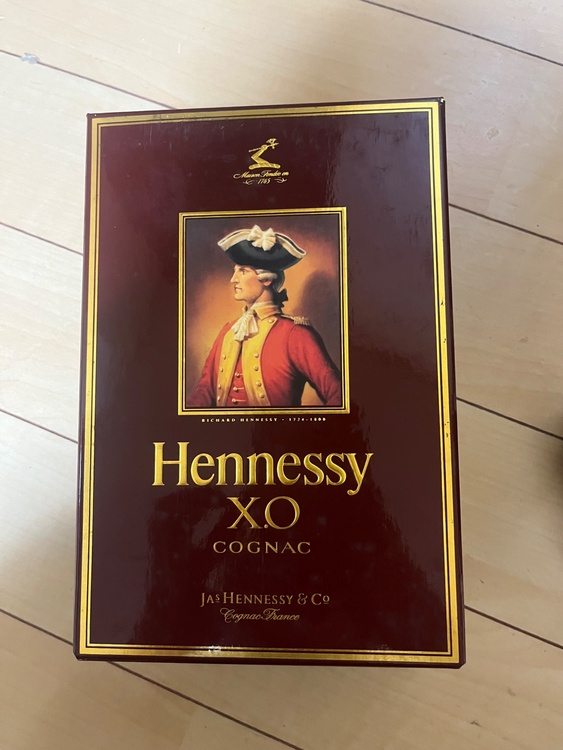 Maison Fondée en
1765
RICHARD HENNESSY · 1724-1800
Hennessy
X.O
COGNAC
JAS HENNESSY & Co
Cognac-France